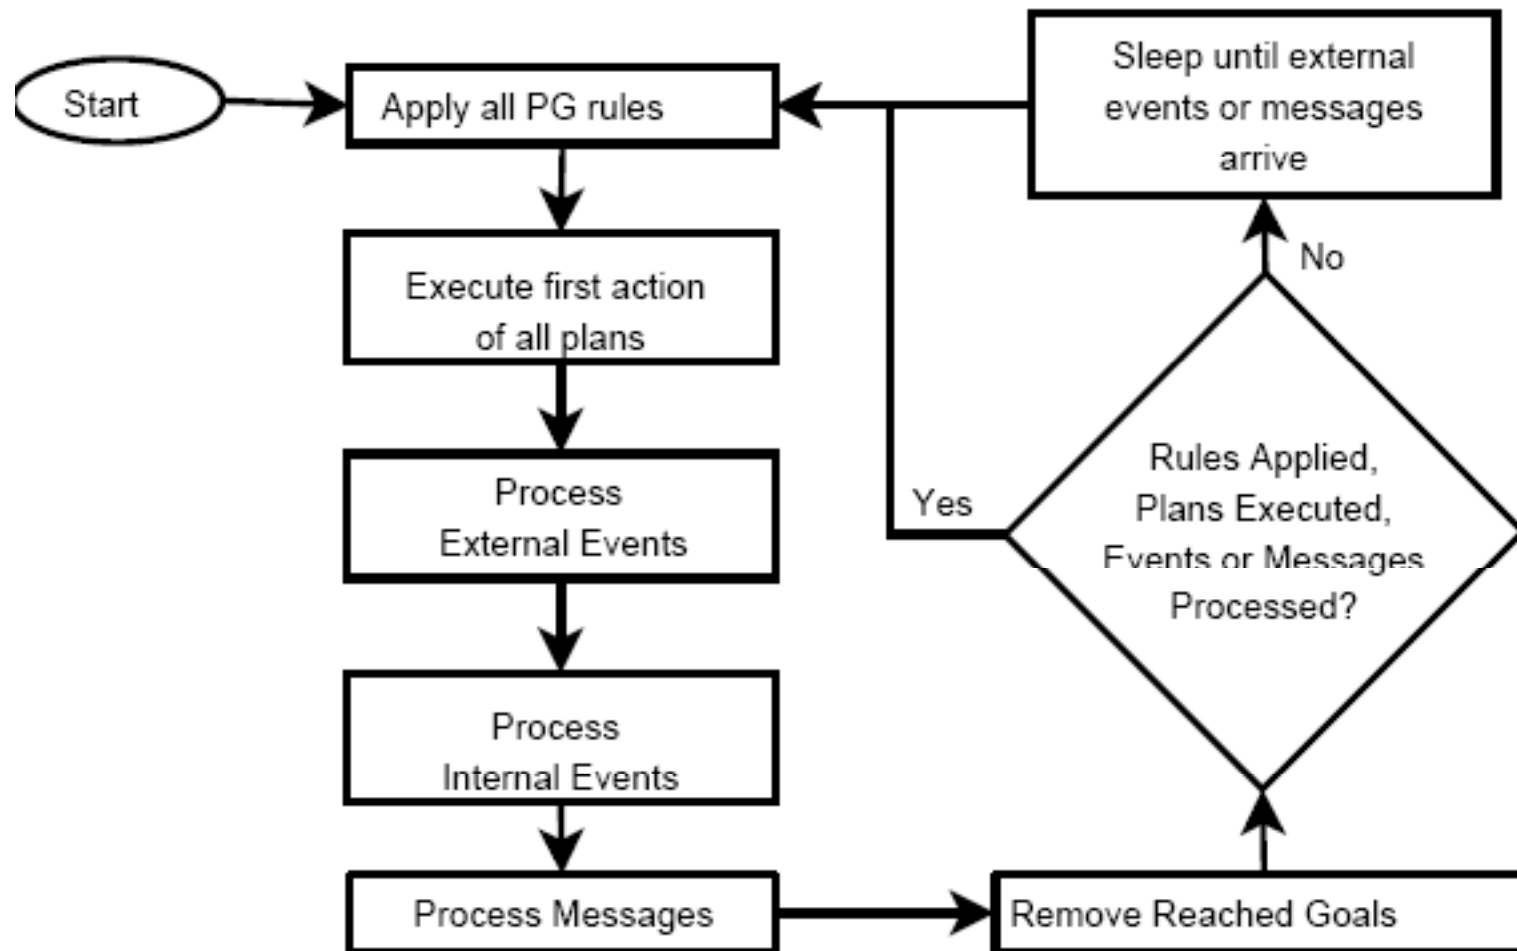 Start
Apply all PG rules
Execute first action
of all plans
Process
External Events
Process
Internal Events
Process Messages
Remove Reached Goals
Rules Applied,
Plans Executed,
Events or Messages
Processed?
Yes
No
Sleep until external
events or messages
arrive